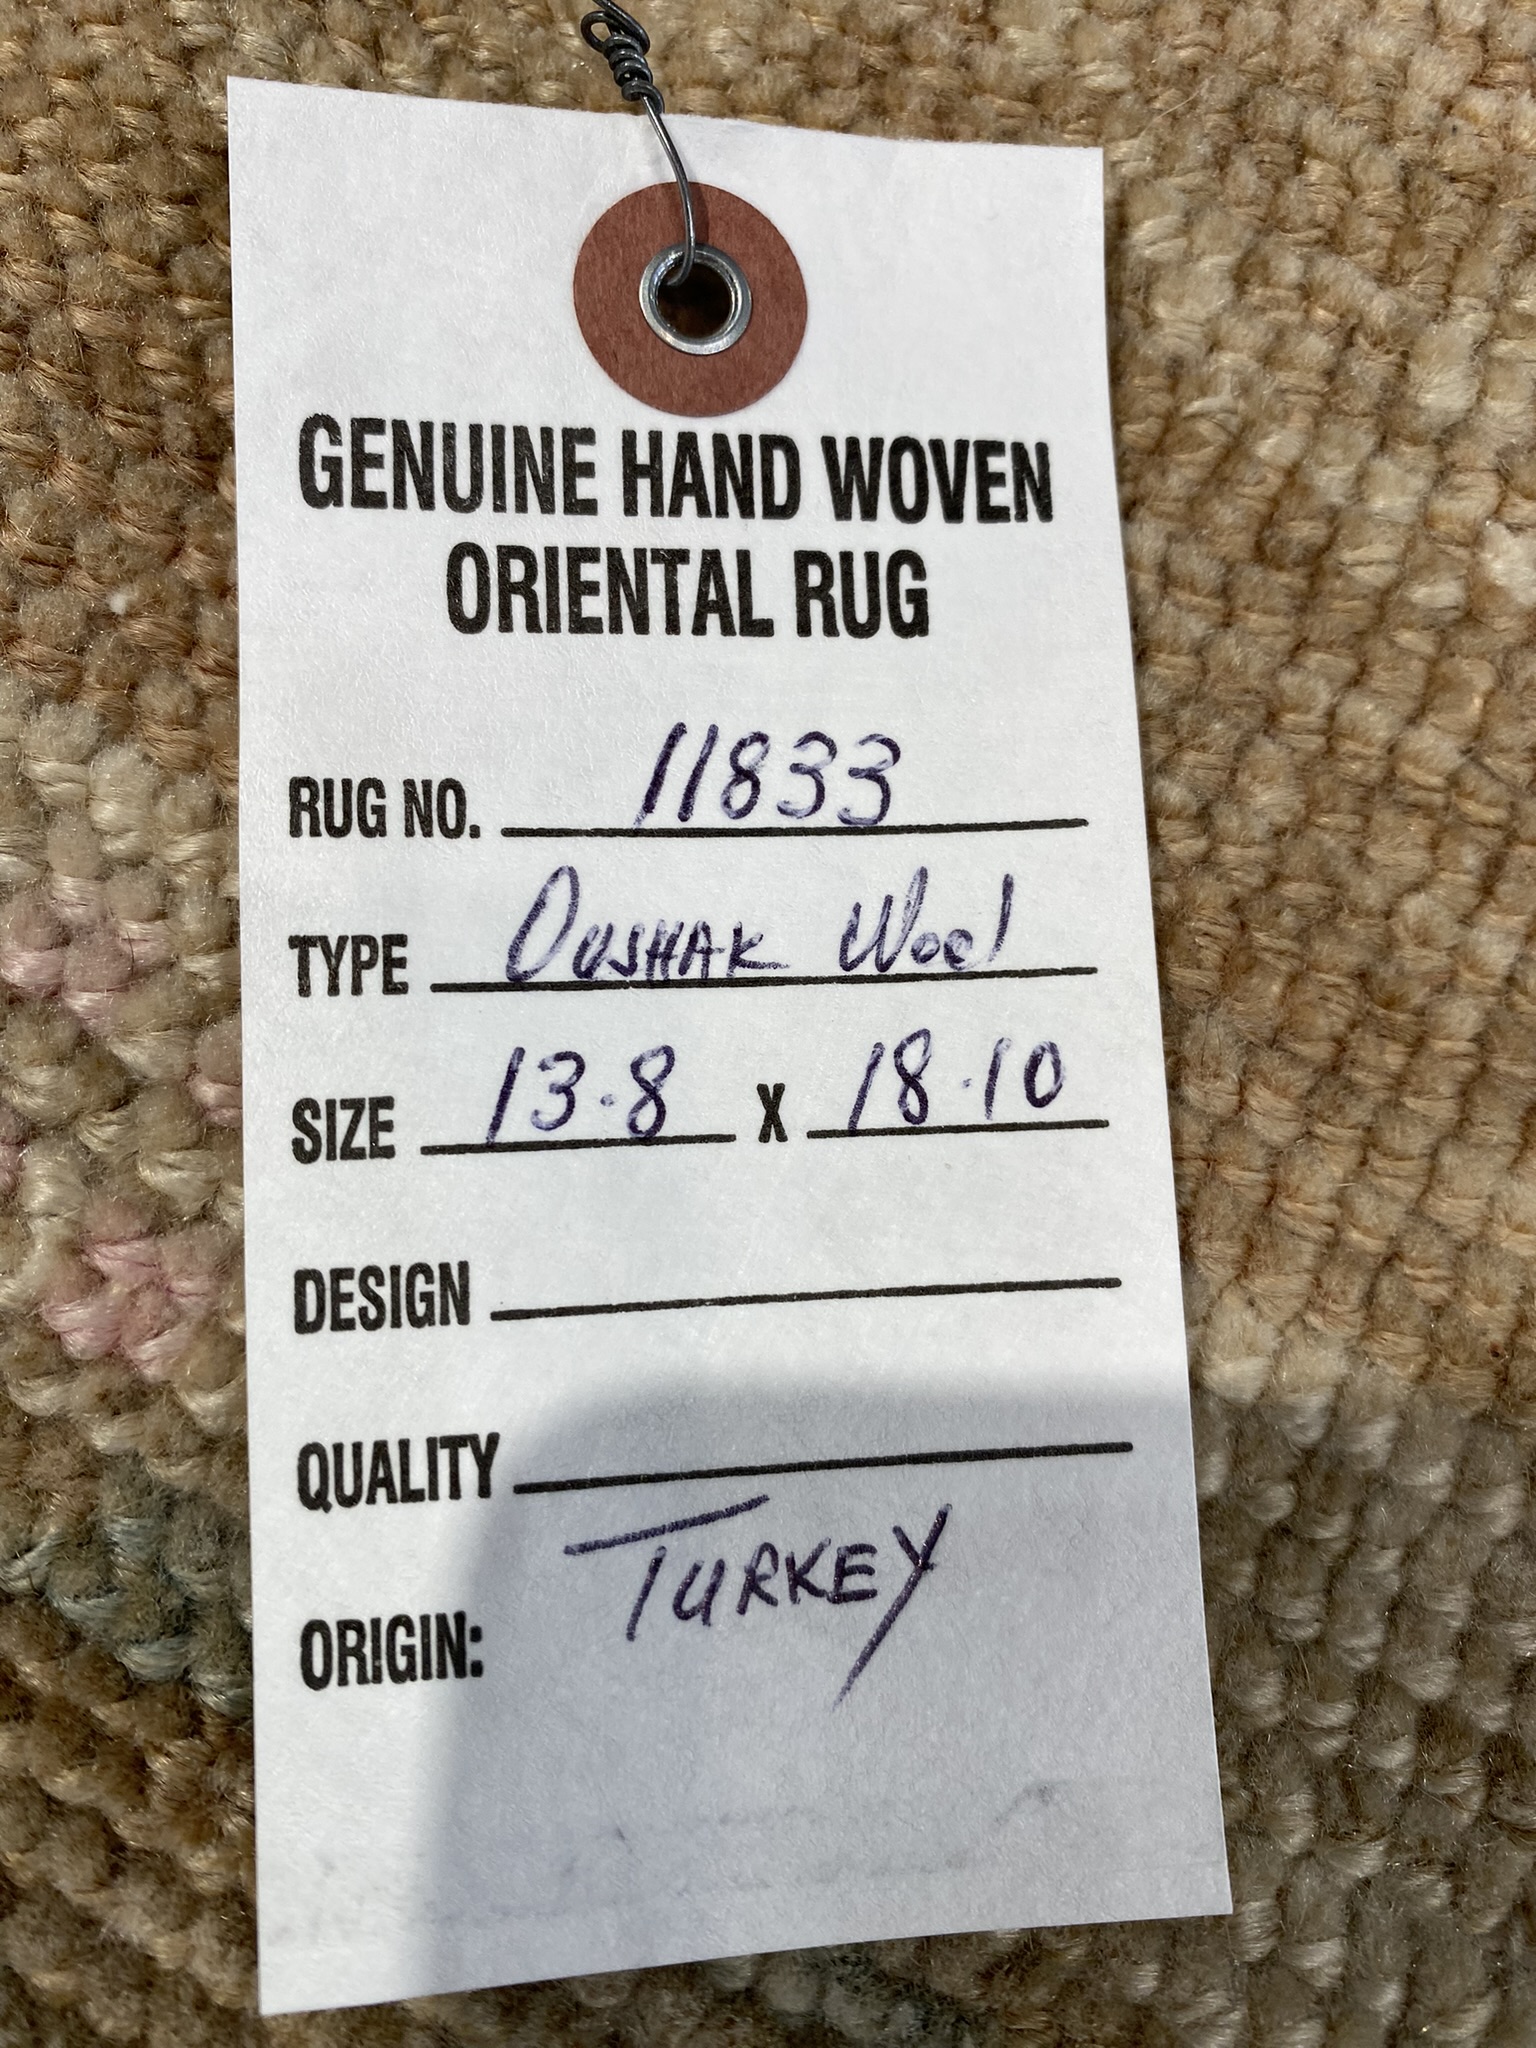 GENUINE HAND WOVEN
ORIENTAL RUG
RUG NO. 11833
TYPE Oushak Wool
SIZE 13.8 X 18.10
DESIGN
QUALITY
ORIGIN: TURKEY